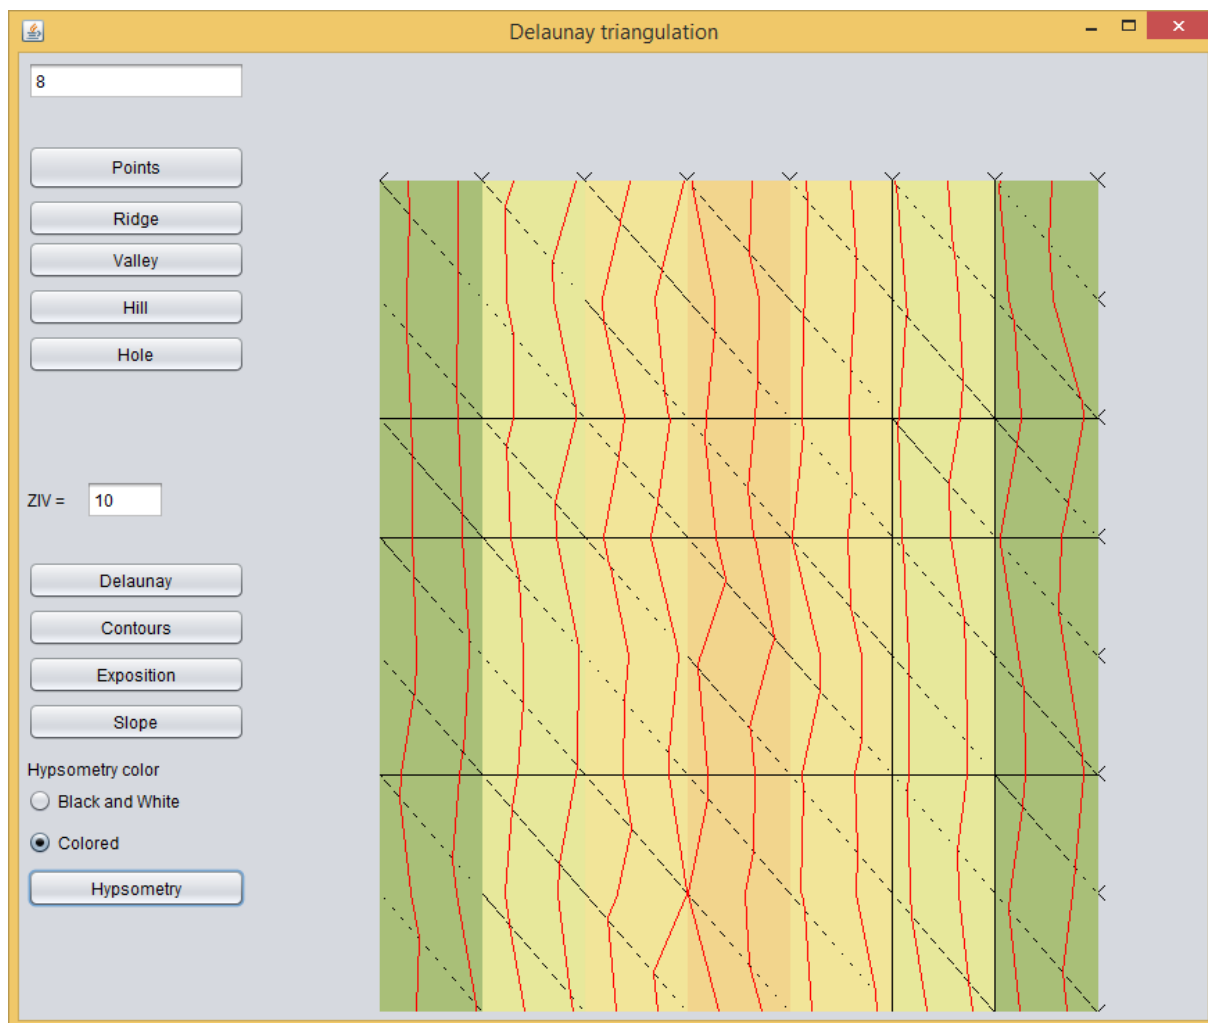 Delaunay triangulation
8
Points
Ridge
Valley
Hill
Hole
ZIV = 10
Delaunay
Contours
Exposition
Slope
Hypsometry color
Black and White
Colored
Hypsometry